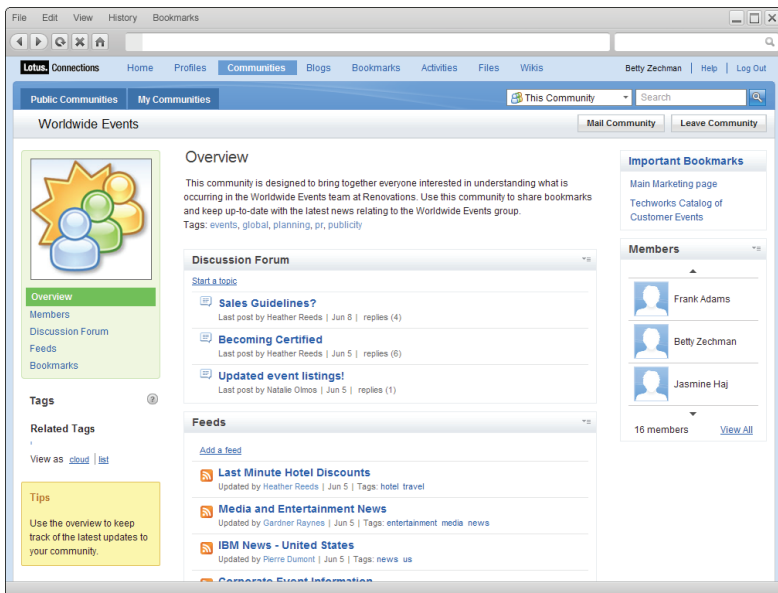 File Edit View History Bookmarks
Lotus. Connections Home Profiles Communities Blogs Bookmarks Activities Files Wikis Betty Zechman | Help | Log Out
Public Communities My Communities This Community Search
Worldwide Events Mail Community Leave Community
Overview
This community is designed to bring together everyone interested in understanding what is
occurring in the Worldwide Events team at Renovations. Use this community to share bookmarks
and keep up-to-date with the latest news relating to the Worldwide Events group.
Tags: events, global, planning, pr, publicity
Overview
Members
Discussion Forum
Feeds
Bookmarks
Tags ?
Related Tags
View as cloud | list
Tips
Use the overview to keep
track of the latest updates to
your community.
Discussion Forum
Start a topic
Sales Guidelines?
Last post by Heather Reeds | Jun 8 | replies (4)
Becoming Certified
Last post by Heather Reeds | Jun 5 | replies (6)
Updated event listings!
Last post by Natalie Olmos | Jun 5 | replies (1)
Feeds
Add a feed
Last Minute Hotel Discounts
Updated by Heather Reeds | Jun 5 | Tags: hotel travel
Media and Entertainment News
Updated by Gardner Raynes | Jun 5 | Tags: entertainment media news
IBM News - United States
Updated by Pierre Dumont | Jun 5 | Tags: news us
Corporate Event Information
Important Bookmarks
Main Marketing page
Techworks Catalog of
Customer Events
Members
Frank Adams
Betty Zechman
Jasmine Haj
16 members View All